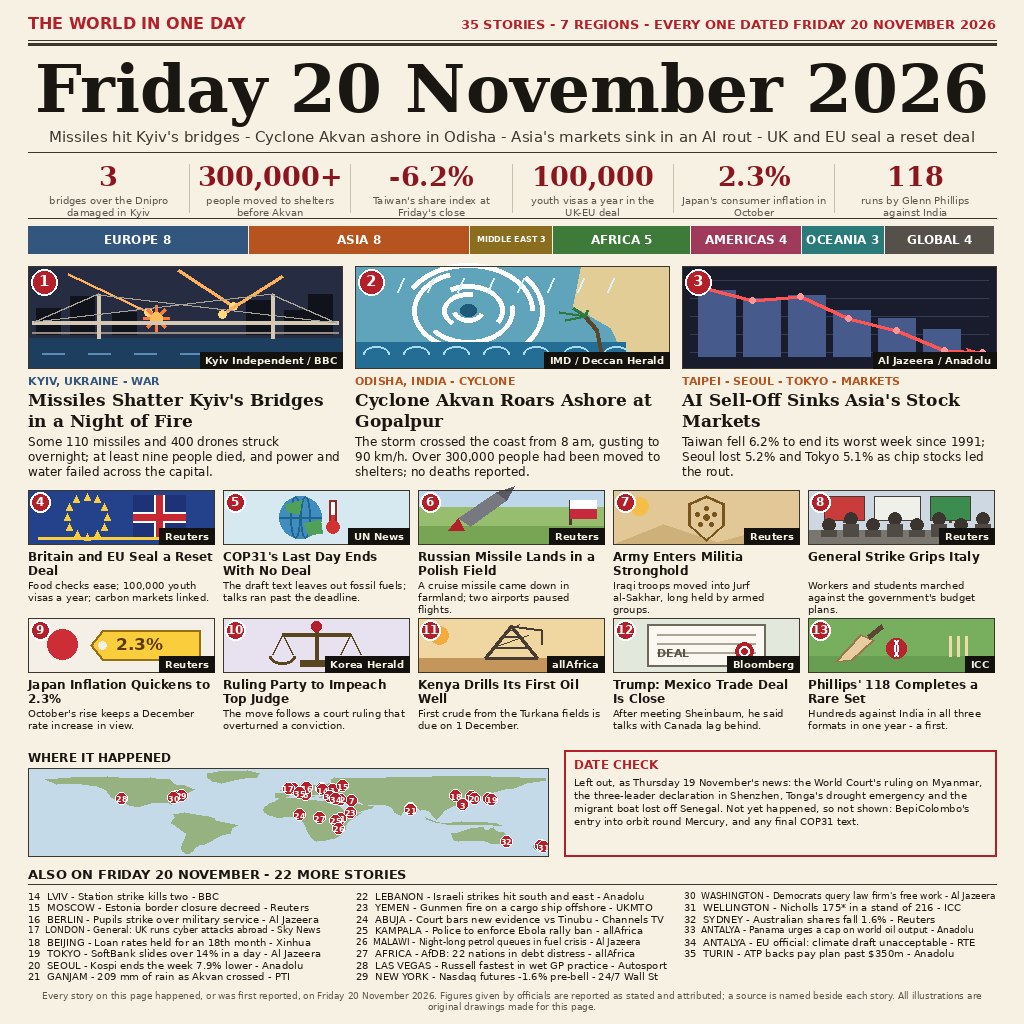 THE WORLD IN ONE DAY
35 STORIES - 7 REGIONS - EVERY ONE DATED FRIDAY 20 NOVEMBER 2026
Friday 20 November 2026
Missiles hit Kyiv's bridges - Cyclone Akvan ashore in Odisha - Asia's markets sink in an AI rout - UK and EU seal a reset deal
3
bridges over the Dnipro
damaged in Kyiv
300,000+
people moved to shelters
before Akvan
-6.2%
Taiwan's share index at
Friday's close
100,000
youth visas a year in the
UK-EU deal
2.3%
Japan's consumer inflation in
October
118
runs by Glenn Phillips
against India
EUROPE 8
ASIA 8
MIDDLE EAST 3
AFRICA 5
AMERICAS 4
OCEANIA 3
GLOBAL 4
1
Kyiv Independent / BBC
KYIV, UKRAINE - WAR
Missiles Shatter Kyiv's Bridges
in a Night of Fire
Some 110 missiles and 400 drones struck
overnight; at least nine people died, and power and
water failed across the capital.
2
IMD / Deccan Herald
ODISHA, INDIA - CYCLONE
Cyclone Akvan Roars Ashore at
Gopalpur
The storm crossed the coast from 8 am, gusting to
90 km/h. Over 300,000 people had been moved to
shelters; no deaths reported.
3
Al Jazeera / Anadolu
TAIPEI - SEOUL - TOKYO - MARKETS
AI Sell-Off Sinks Asia's Stock
Markets
Taiwan fell 6.2% to end its worst week since 1991;
Seoul lost 5.2% and Tokyo 5.1% as chip stocks led
the rout.
4
Reuters
Britain and EU Seal a Reset
Deal
Food checks ease; 100,000 youth
visas a year; carbon markets linked.
5
UN News
COP31's Last Day Ends
With No Deal
The draft text leaves out fossil fuels;
talks ran past the deadline.
6
Reuters
Russian Missile Lands in a
Polish Field
A cruise missile came down in
farmland; two airports paused
flights.
7
Reuters
Army Enters Militia
Stronghold
Iraqi troops moved into Jurf
al-Sakhar, long held by armed
groups.
8
Reuters
General Strike Grips Italy
Workers and students marched
against the government's budget
plans.
9
2.3%
Reuters
Japan Inflation Quickens to
2.3%
October's rise keeps a December
rate increase in view.
10
Korea Herald
Ruling Party to Impeach
Top Judge
The move follows a court ruling that
overturned a conviction.
11
allAfrica
Kenya Drills Its First Oil
Well
First crude from the Turkana fields is
due on 1 December.
12
DEAL
Bloomberg
Trump: Mexico Trade Deal
Is Close
After meeting Sheinbaum, he said
talks with Canada lag behind.
13
ICC
Phillips' 118 Completes a
Rare Set
Hundreds against India in all three
formats in one year - a first.
WHERE IT HAPPENED
DATE CHECK
Left out, as Thursday 19 November's news: the World Court's ruling on Myanmar,
the three-leader declaration in Shenzhen, Tonga's drought emergency and the
migrant boat lost off Senegal. Not yet happened, so not shown: BepiColombo's
entry into orbit round Mercury, and any final COP31 text.
ALSO ON FRIDAY 20 NOVEMBER - 22 MORE STORIES
14 LVIV - Station strike kills two - BBC
15 MOSCOW - Estonia border closure decreed - Reuters
16 BERLIN - Pupils strike over military service - Al Jazeera
17 LONDON - General: UK runs cyber attacks abroad - Sky News
18 BEIJING - Loan rates held for an 18th month - Xinhua
19 TOKYO - SoftBank slides over 14% in a day - Al Jazeera
20 SEOUL - Kospi ends the week 7.9% lower - Anadolu
21 GANJAM - 209 mm of rain as Akvan crossed - PTI
22 LEBANON - Israeli strikes hit south and east - Anadolu
23 YEMEN - Gunmen fire on a cargo ship offshore - UKMTO
24 ABUJA - Court bars new evidence vs Tinubu - Channels TV
25 KAMPALA - Police to enforce Ebola rally ban - allAfrica
26 MALAWI - Night-long petrol queues in fuel crisis - Al Jazeera
27 AFRICA - AfDB: 22 nations in debt distress - allAfrica
28 LAS VEGAS - Russell fastest in wet GP practice - Autosport
29 NEW YORK - Nasdaq futures -1.6% pre-bell - 24/7 Wall St
30 WASHINGTON - Democrats query law firm's free work - Al Jazeera
31 WELLINGTON - Nicholls 175* in a stand of 216 - ICC
32 SYDNEY - Australian shares fall 1.6% - Reuters
33 ANTALYA - Panama urges a cap on world oil output - Anadolu
34 ANTALYA - EU official: climate draft unacceptable - RTE
35 TURIN - ATP backs pay plan past $350m - Anadolu
Every story on this page happened, or was first reported, on Friday 20 November 2026. Figures given by officials are reported as stated and attributed; a source is named beside each story. All illustrations are
original drawings made for this page.